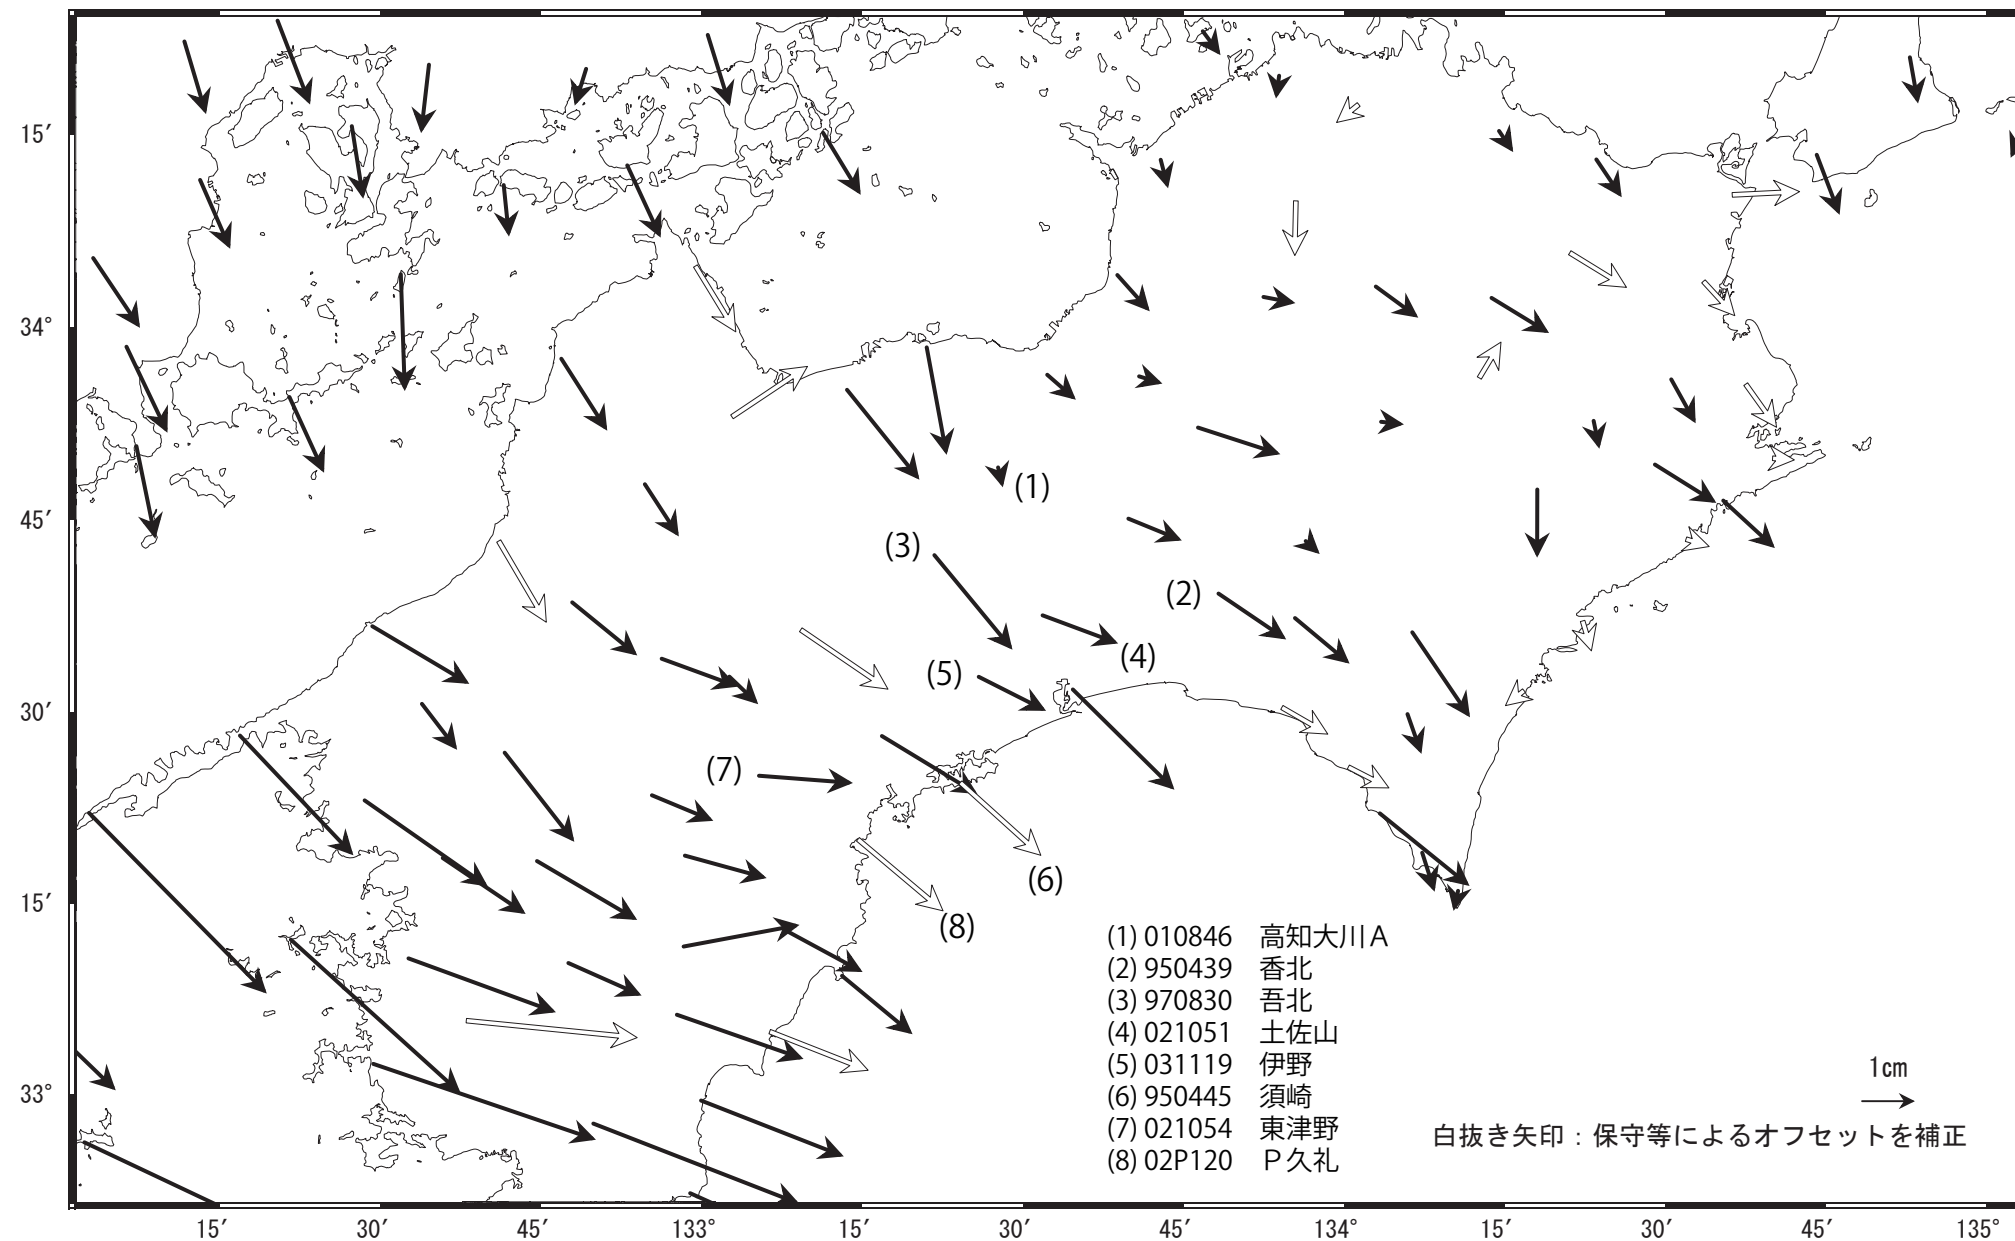 15′
34°
45′
30′
15′
33°
(1)
(3)
(2)
(4)
(5)
(7)
(6)
(8)
(1) 010846　高知大川Ａ
(2) 950439　香北
(3) 970830　吾北
(4) 021051　土佐山
(5) 031119　伊野
(6) 950445　須崎
(7) 021054　東津野
(8) 02P120　Ｐ久礼
1cm
白抜き矢印：保守等によるオフセットを補正
15′ 30′ 45′ 133° 15′ 30′ 45′ 134° 15′ 30′ 45′ 135°